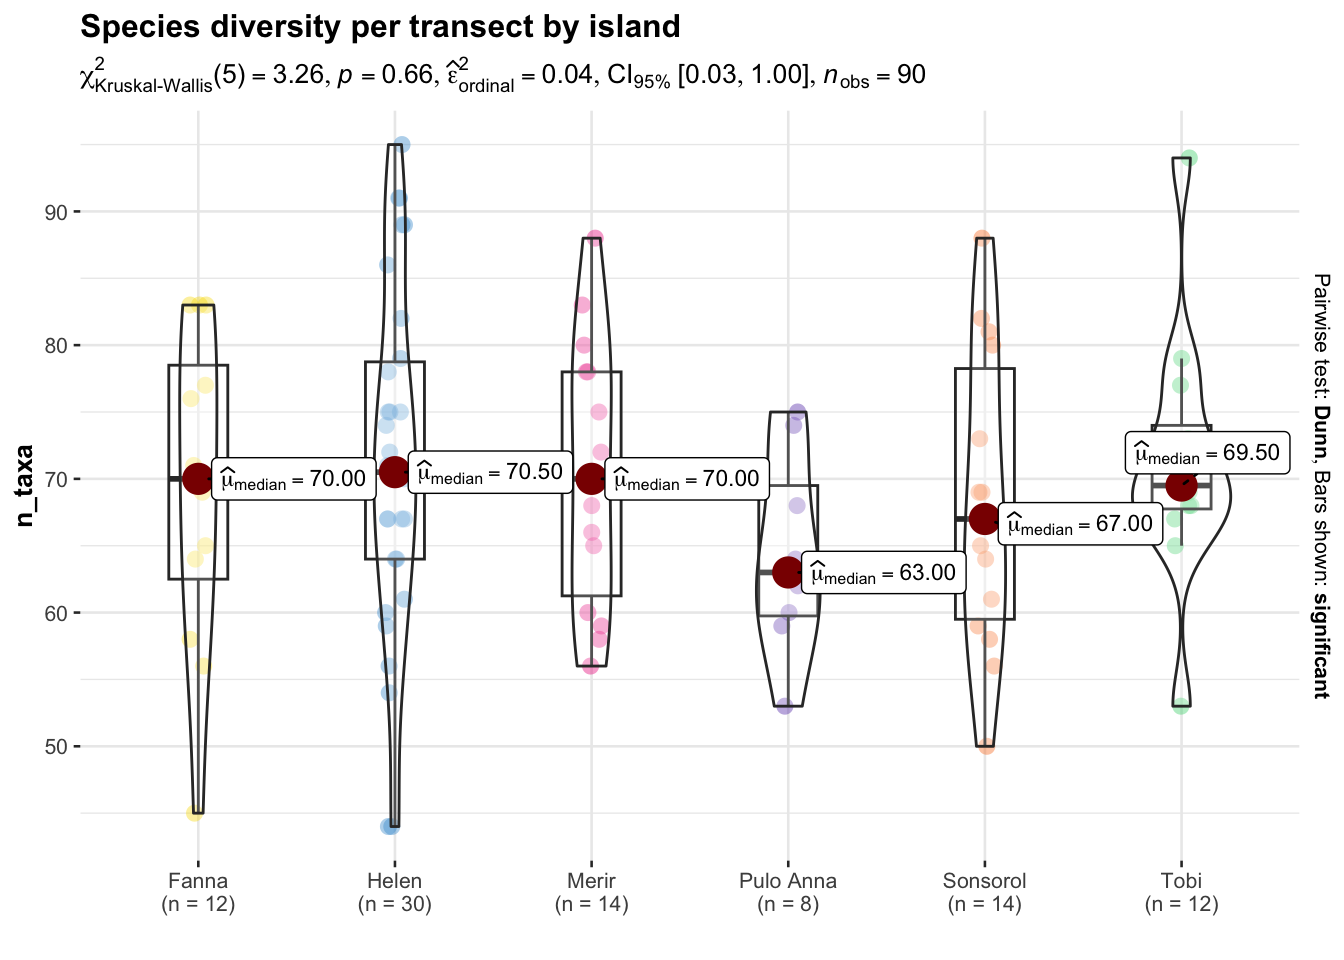 Species diversity per transect by island
χ²Kruskal-Wallis(5) = 3.26, p = 0.66, ε̂²ordinal = 0.04, CI95% [0.03, 1.00], nobs = 90
n_taxa
90
80
70
60
50
μ̂median = 70.00
μ̂median = 70.50
μ̂median = 70.00
μ̂median = 63.00
μ̂median = 67.00
μ̂median = 69.50
Fanna
(n = 12)
Helen
(n = 30)
Merir
(n = 14)
Pulo Anna
(n = 8)
Sonsorol
(n = 14)
Tobi
(n = 12)
Pairwise test: Dunn, Bars shown: significant